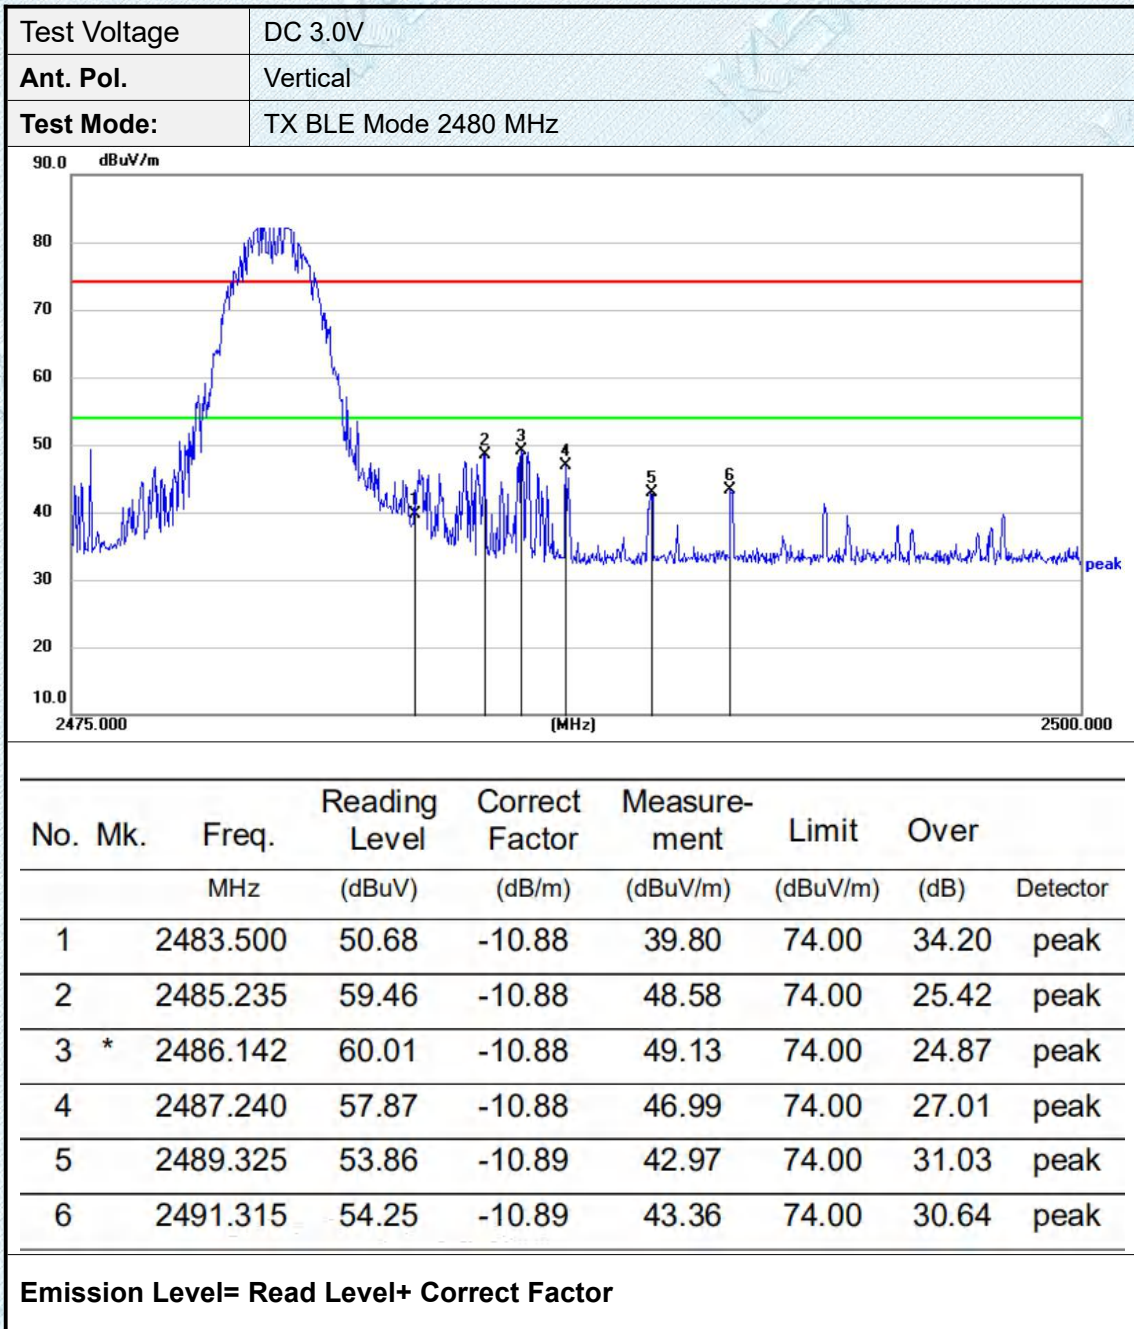 Test Voltage DC 3.0V
Ant. Pol. Vertical
Test Mode: TX BLE Mode 2480 MHz
90.0 dBuV/m
80
70
60
50
40
30
20
10.0
1 2 3 4 5 6
peak
2475.000 (MHz) 2500.000
No. Mk. Freq. Reading Level Correct Factor Measure-ment Limit Over
MHz (dBuV) (dB/m) (dBuV/m) (dBuV/m) (dB) Detector
1 2483.500 50.68 -10.88 39.80 74.00 34.20 peak
2 2485.235 59.46 -10.88 48.58 74.00 25.42 peak
3 * 2486.142 60.01 -10.88 49.13 74.00 24.87 peak
4 2487.240 57.87 -10.88 46.99 74.00 27.01 peak
5 2489.325 53.86 -10.89 42.97 74.00 31.03 peak
6 2491.315 54.25 -10.89 43.36 74.00 30.64 peak
Emission Level= Read Level+ Correct Factor